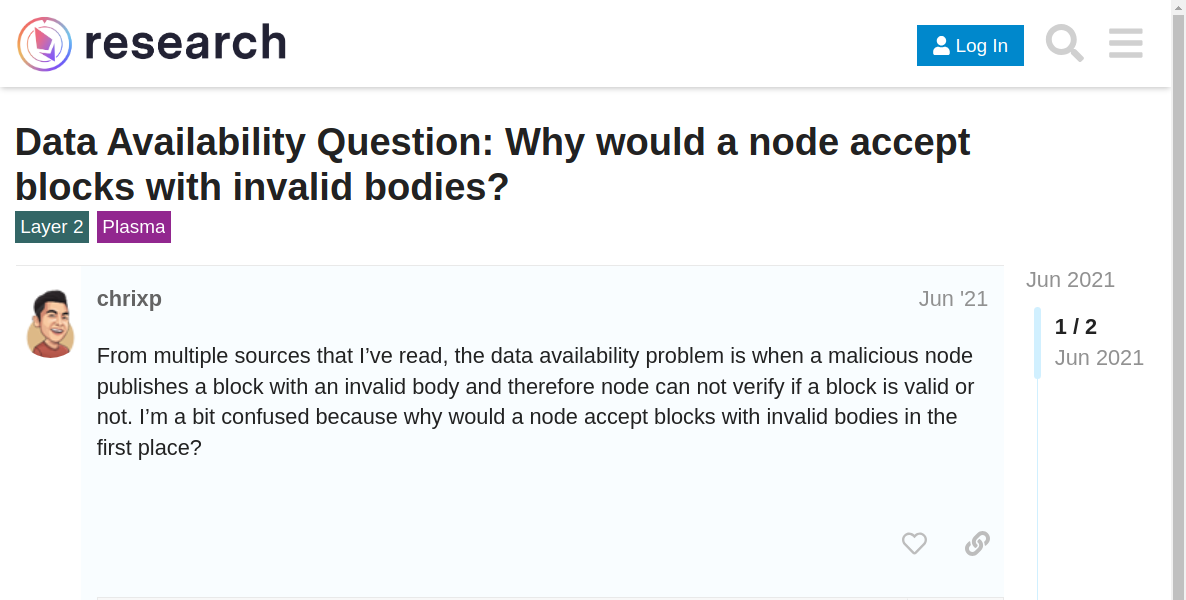 research
Log In
Data Availability Question: Why would a node accept
blocks with invalid bodies?
Layer 2 Plasma
chrixp
Jun '21
From multiple sources that I’ve read, the data availability problem is when a malicious node
publishes a block with an invalid body and therefore node can not verify if a block is valid or
not. I’m a bit confused because why would a node accept blocks with invalid bodies in the
first place?
Jun 2021
1 / 2
Jun 2021